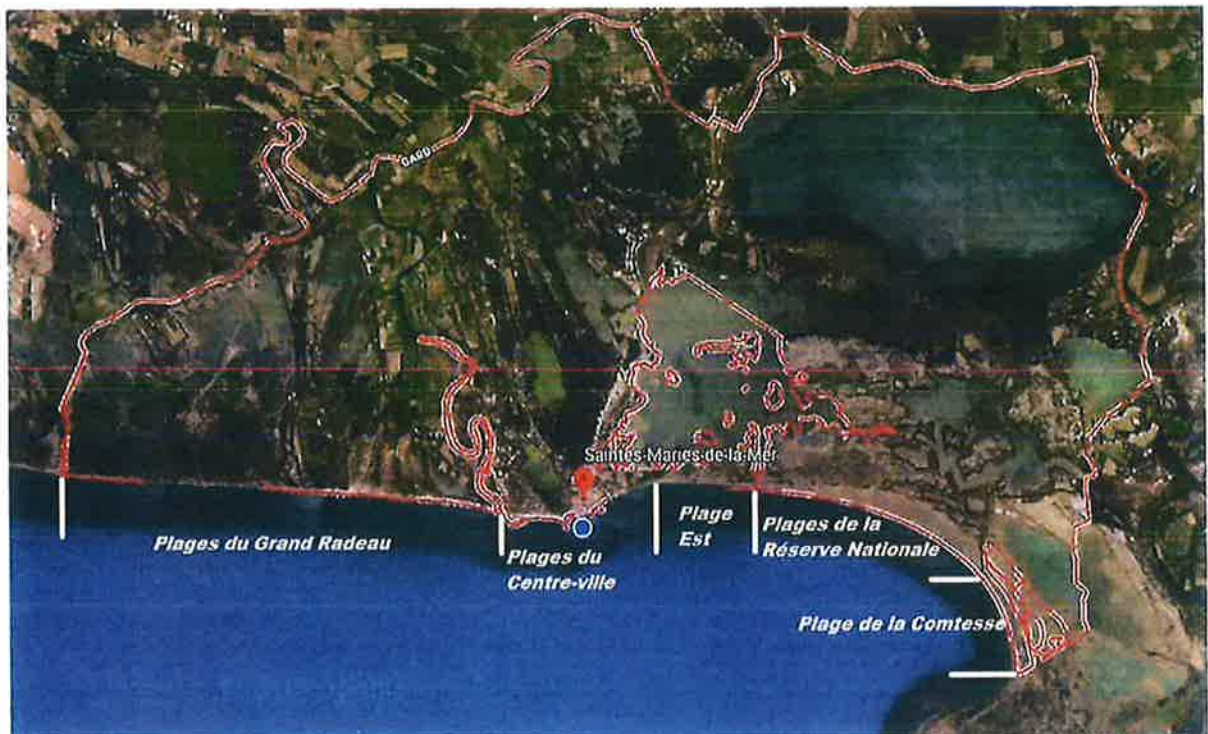 GARD
Saintes-Maries-de-la-Mer
Plages du Grand Radeau
Plages du
Centre-ville
Plage
Est
Plages de la
Réserve Nationale
Plage de la Comtesse